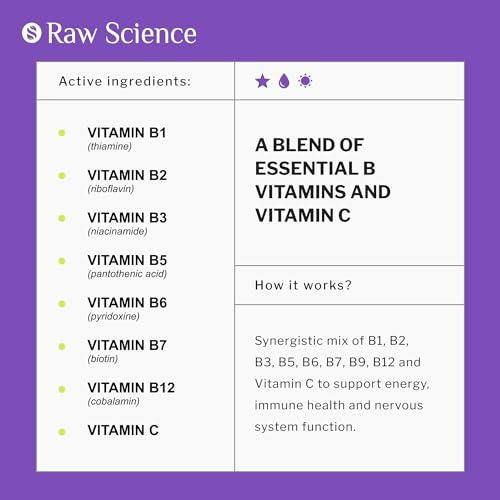 Raw Science
Active ingredients:
VITAMIN B1
(thiamine)
VITAMIN B2
(riboflavin)
VITAMIN B3
(niacinamide)
VITAMIN B5
(pantothenic acid)
VITAMIN B6
(pyridoxine)
VITAMIN B7
(biotin)
VITAMIN B12
(cobalamin)
VITAMIN C
A BLEND OF
ESSENTIAL B
VITAMINS AND
VITAMIN C
How it works?
Synergistic mix of B1, B2,
B3, B5, B6, B7, B9, B12 and
Vitamin C to support energy,
immune health and nervous
system function.